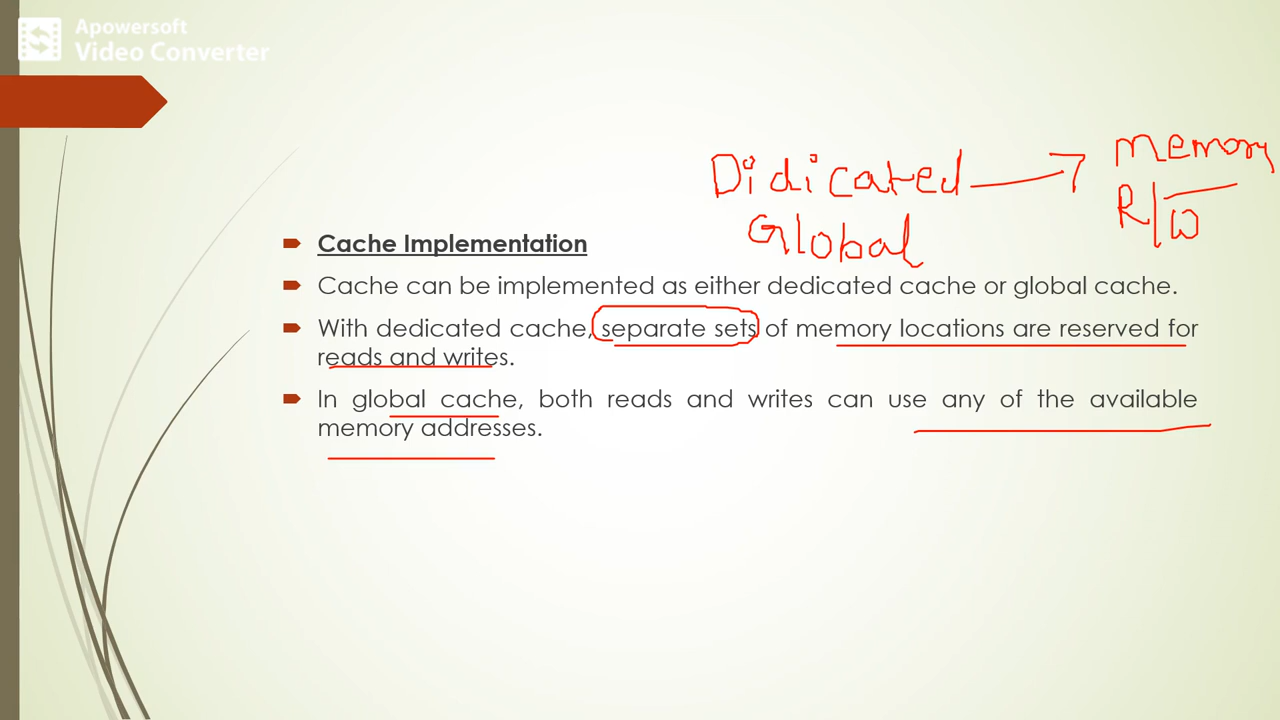 Apowersoft
Video Converter
Didicated
memory
R/W
Global
Cache Implementation
Cache can be implemented as either dedicated cache or global cache.
With dedicated cache, separate sets of memory locations are reserved for
reads and writes.
In global cache, both reads and writes can use any of the available
memory addresses.